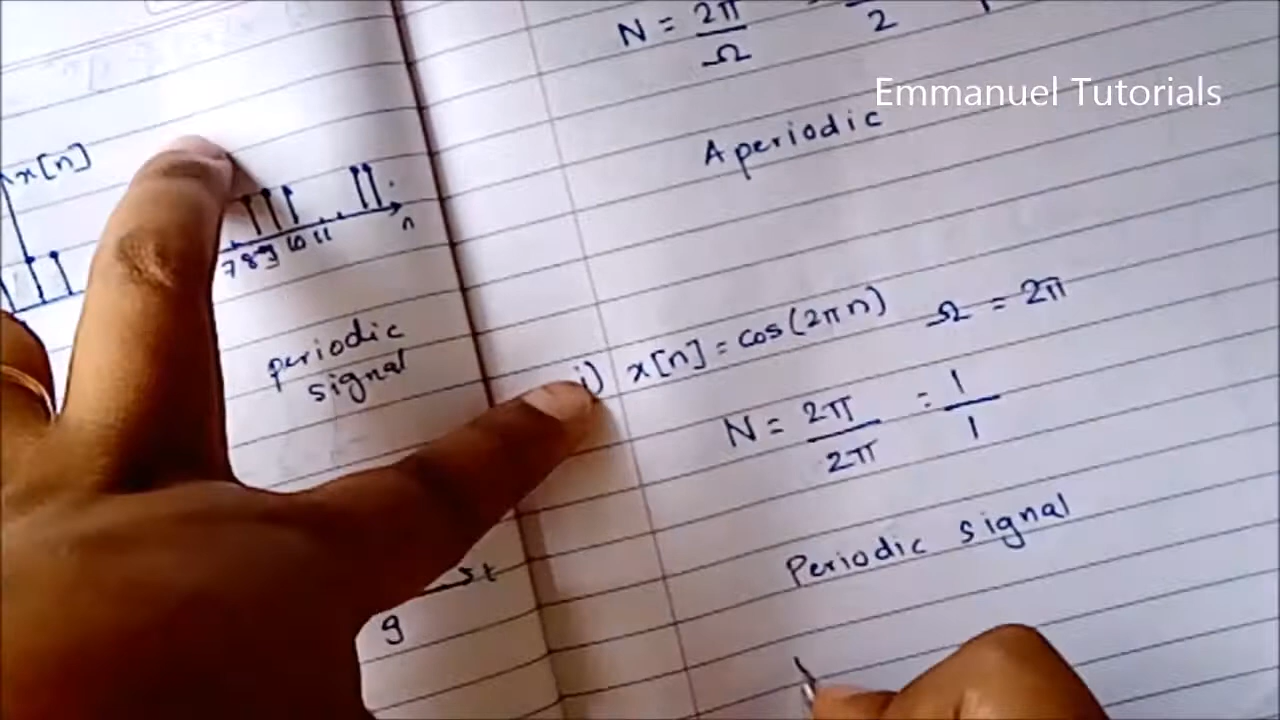 x[n]
7 8 9 10 11
n
periodic
signal
t
9
N = 2π
Ω
2
Emmanuel Tutorials
Aperiodic
i) x[n] = cos(2πn) Ω = 2π
N = 2π = 1
2π 1
Periodic signal